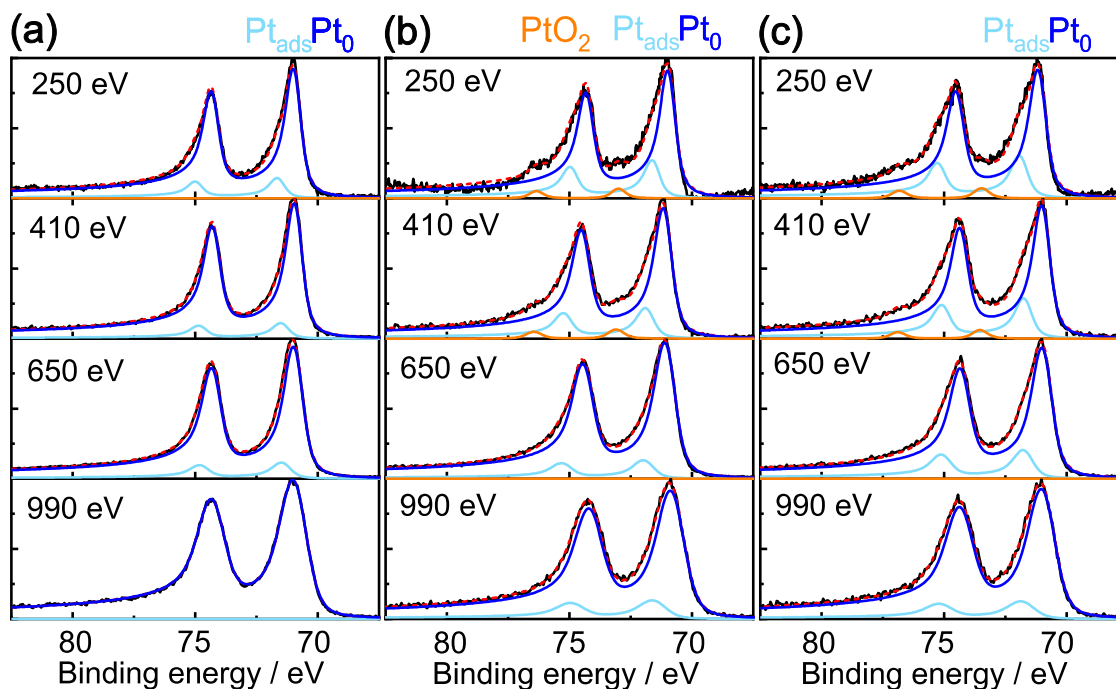 (a) Pt_ads Pt_0
250 eV
410 eV
650 eV
990 eV
80 75 70
Binding energy / eV
(b) PtO_2 Pt_ads Pt_0
250 eV
410 eV
650 eV
990 eV
80 75 70
Binding energy / eV
(c) Pt_ads Pt_0
250 eV
410 eV
650 eV
990 eV
80 75 70
Binding energy / eV